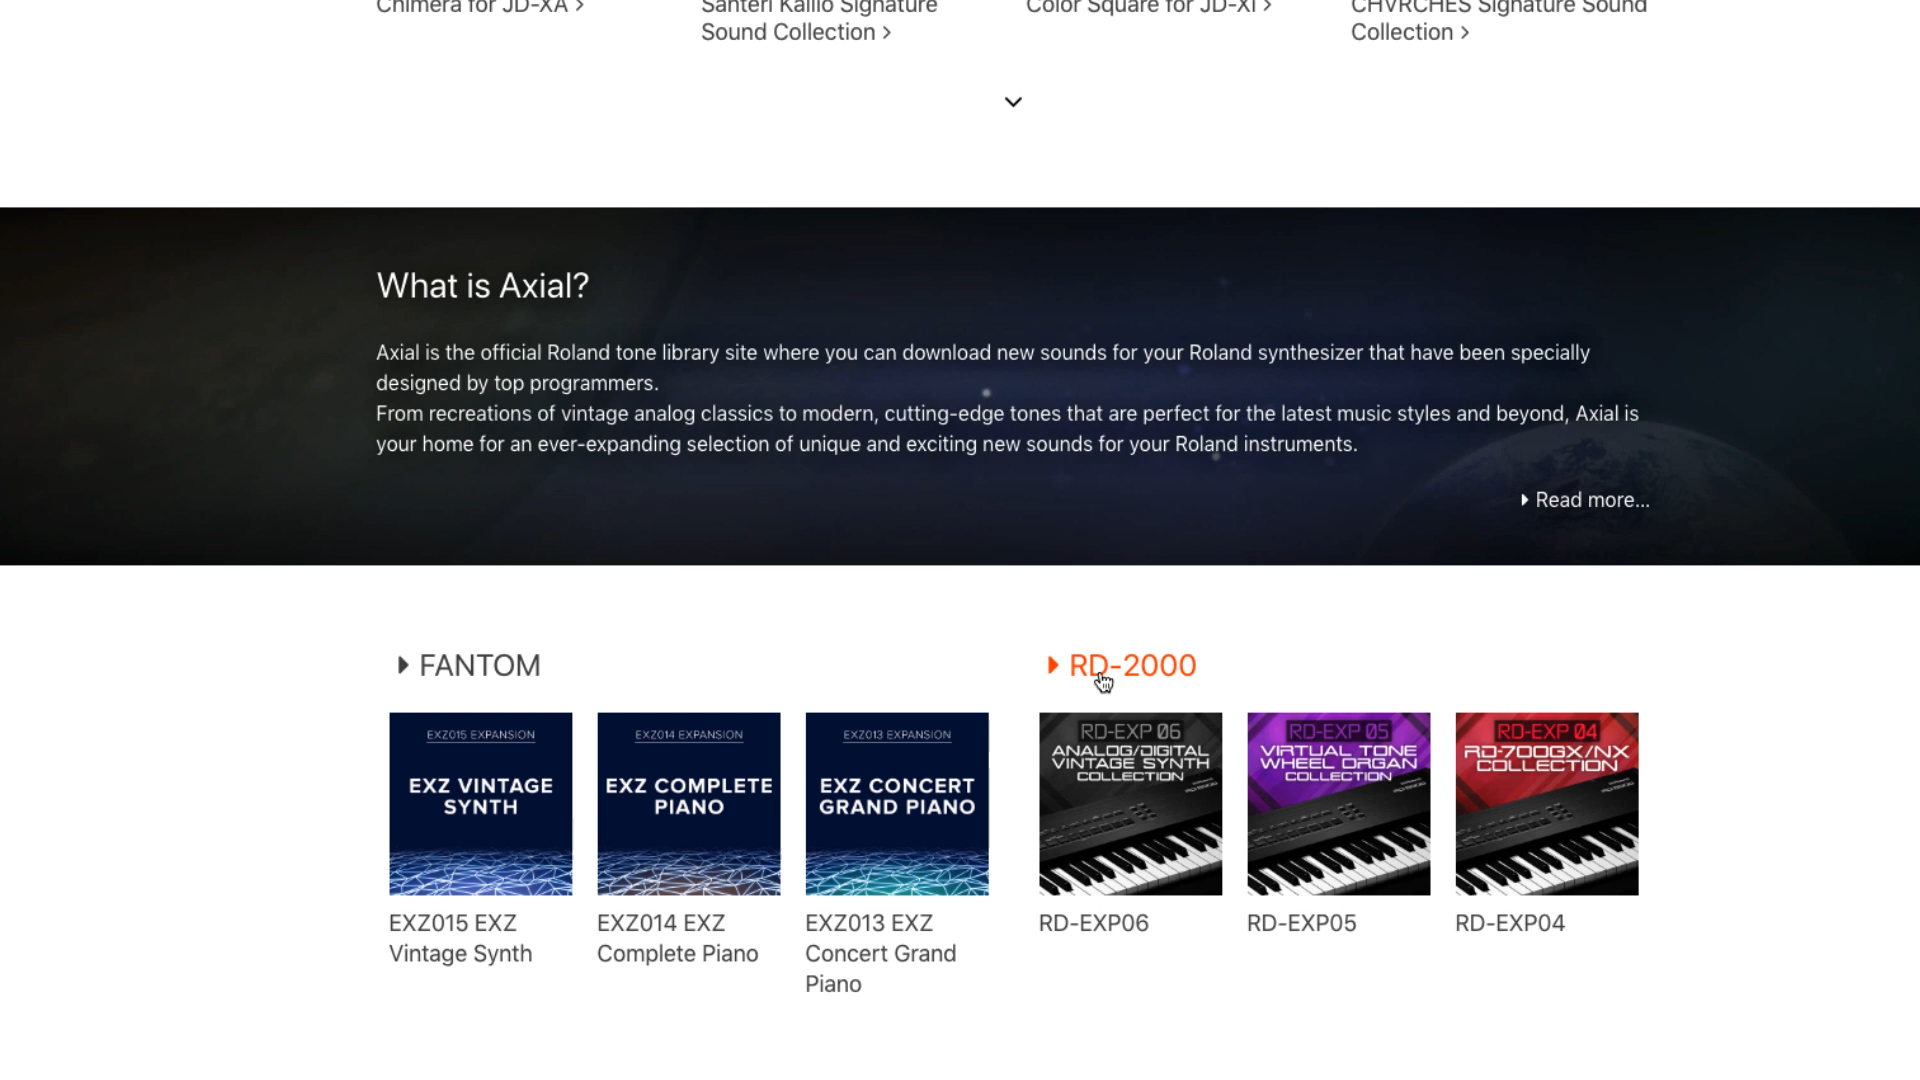 Chimera for JD-XA >
Santeri Kallio Signature
Sound Collection >
Color Square for JD-Xi >
CHVRCHES Signature Sound
Collection >
What is Axial?
Axial is the official Roland tone library site where you can download new sounds for your Roland synthesizer that have been specially
designed by top programmers.
From recreations of vintage analog classics to modern, cutting-edge tones that are perfect for the latest music styles and beyond, Axial is
your home for an ever-expanding selection of unique and exciting new sounds for your Roland instruments.
Read more...
FANTOM
EXZ015 EXPANSION
EXZ VINTAGE
SYNTH
EXZ014 EXPANSION
EXZ COMPLETE
PIANO
EXZ013 EXPANSION
EXZ CONCERT
GRAND PIANO
EXZ015 EXZ
Vintage Synth
EXZ014 EXZ
Complete Piano
EXZ013 EXZ
Concert Grand
Piano
RD-2000
RD-EXP 06
ANALOG/DIGITAL
VINTAGE SYNTH
COLLECTION
RD-EXP 05
VIRTUAL TONE
WHEEL ORGAN
COLLECTION
RD-EXP 04
RD-700GX/NX
COLLECTION
RD-EXP06
RD-EXP05
RD-EXP04